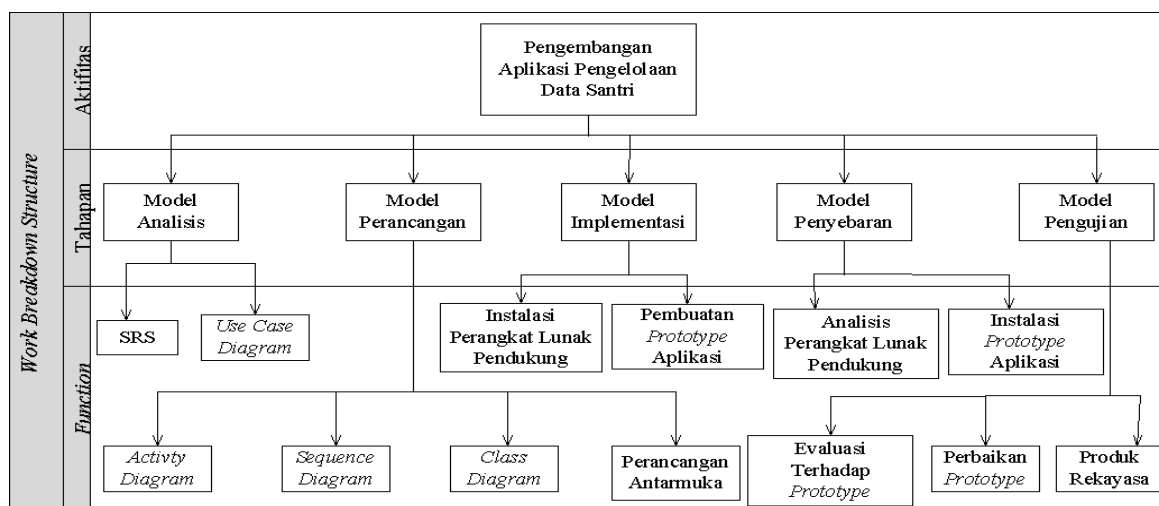 Work Breakdown Structure
Aktifitas
Pengembangan
Aplikasi Pengelolaan
Data Santri
Tahapan
Model
Analisis
Model
Perancangan
Model
Implementasi
Model
Penyebaran
Model
Pengujian
Function
SRS
Use Case
Diagram
Instalasi
Perangkat Lunak
Pendukung
Pembuatan
Prototype
Aplikasi
Analisis
Perangkat Lunak
Pendukung
Instalasi
Prototype
Aplikasi
Activty
Diagram
Sequence
Diagram
Class
Diagram
Perancangan
Antarmuka
Evaluasi
Terhadap
Prototype
Perbaikan
Prototype
Produk
Rekayasa